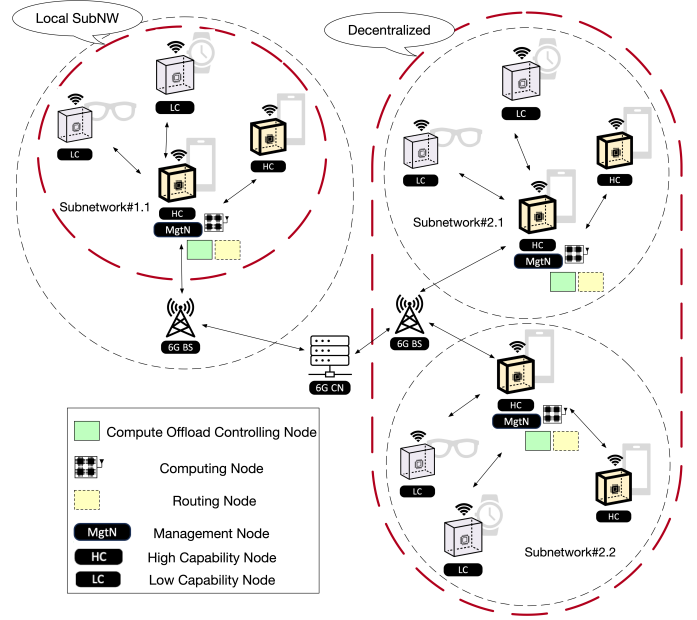 Local SubNW
Decentralized
LC
LC
HC
HC
Subnetwork#1.1
MgtN
6G BS
LC
LC
HC
Subnetwork#2.1
HC
MgtN
6G BS
6G CN
HC
MgtN
LC
HC
LC
Subnetwork#2.2
Compute Offload Controlling Node
Computing Node
Routing Node
MgtN Management Node
HC High Capability Node
LC Low Capability Node